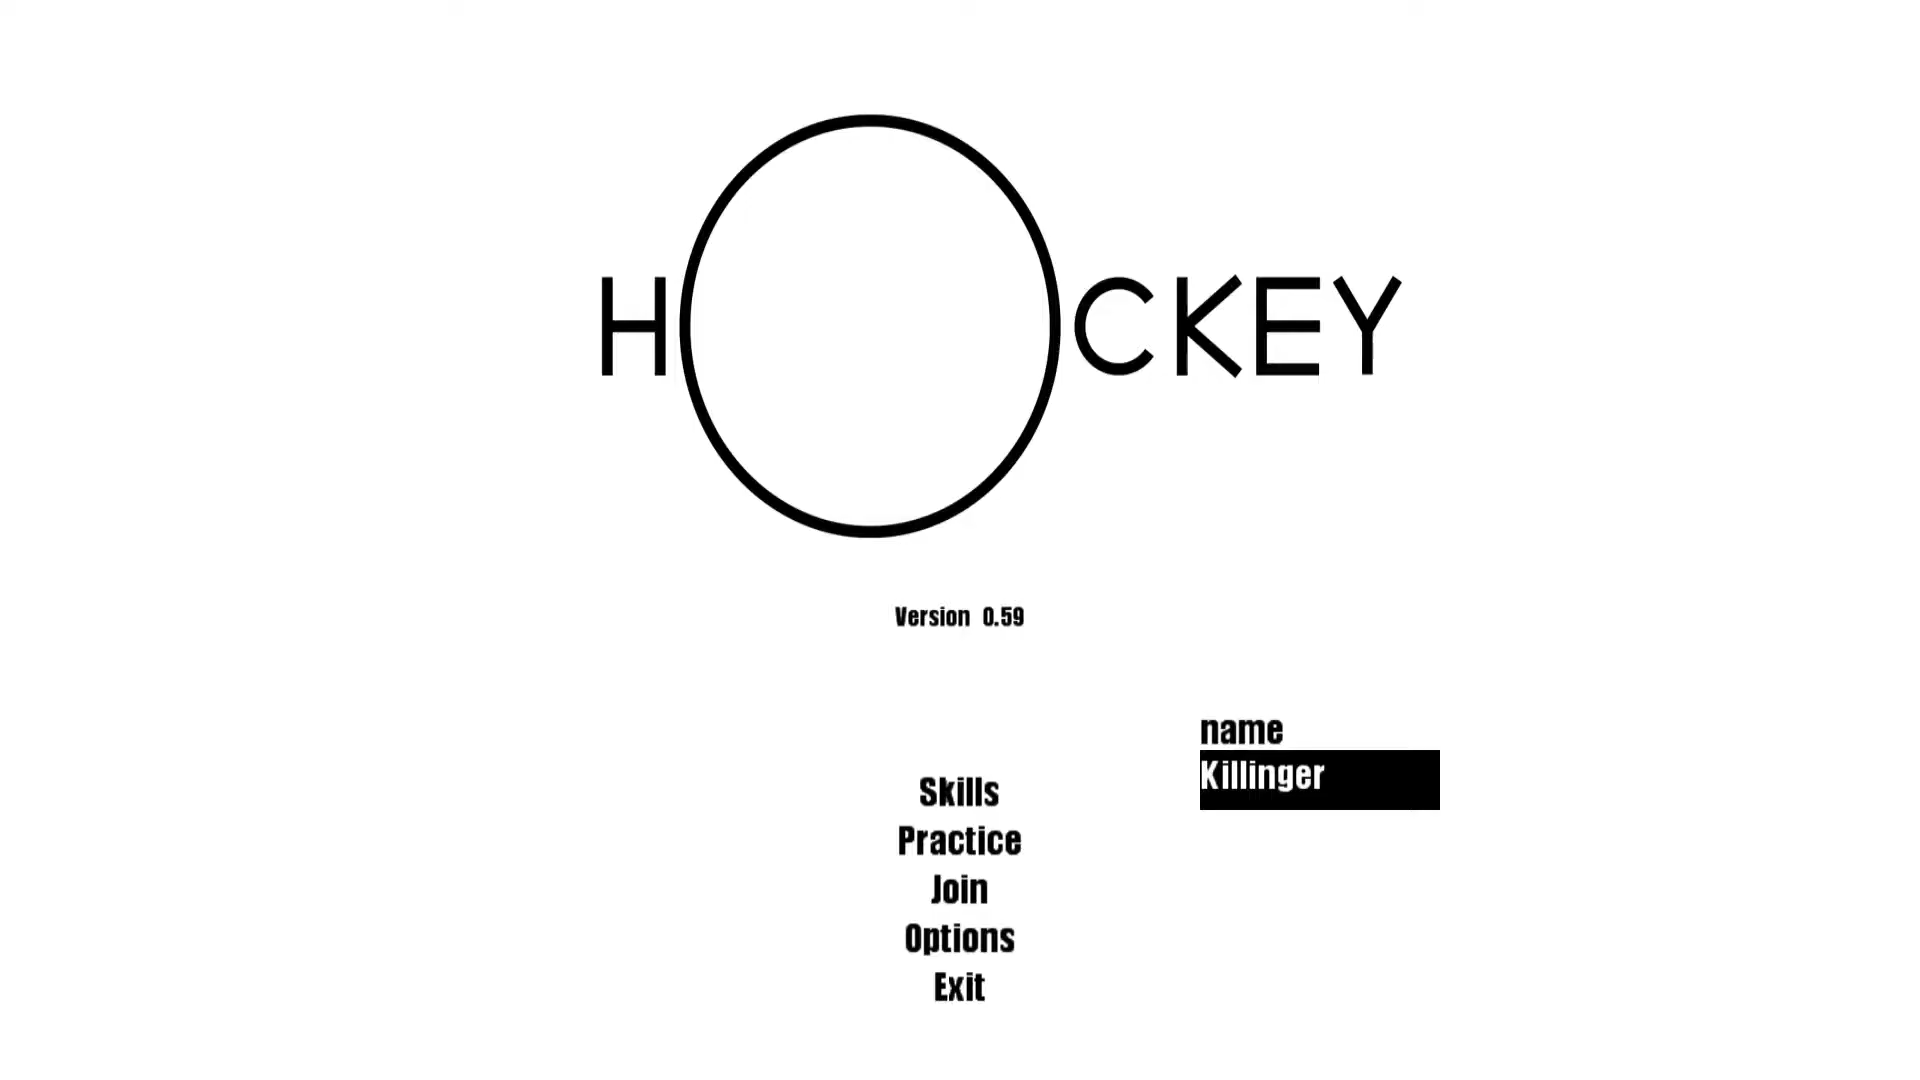 HOCKEY
Version 0.59
name
Killinger
Skills
Practice
Join
Options
Exit